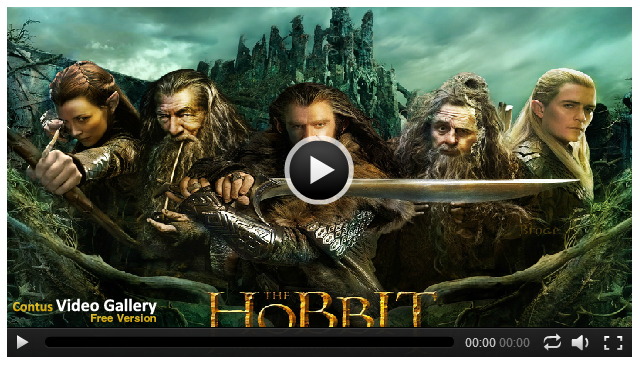 THE
HOBBIT
Contus Video Gallery
Free Version
00:00 00:00